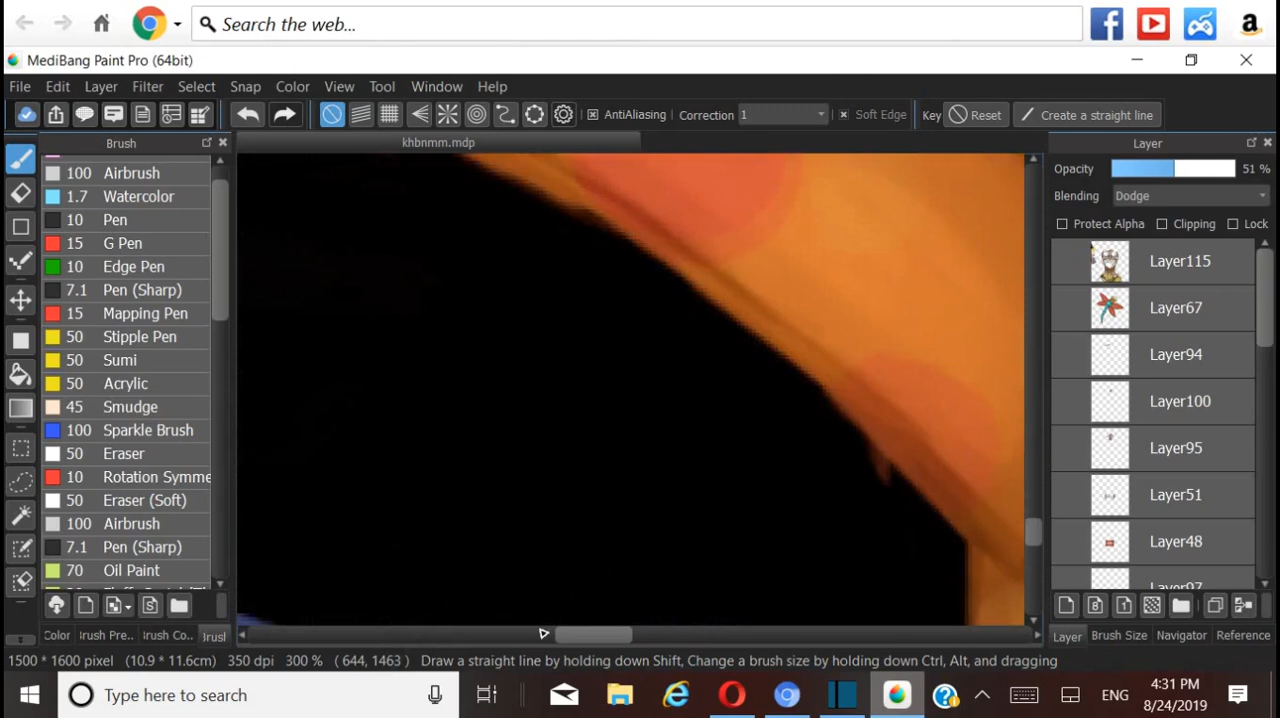 Search the web...
MediBang Paint Pro (64bit)
File Edit Layer Filter Select Snap Color View Tool Window Help
AntiAliasing Correction 1 Soft Edge Key Reset Create a straight line
Brush khbnmm.mdp Layer
100 Airbrush
1.7 Watercolor
10 Pen
15 G Pen
10 Edge Pen
7.1 Pen (Sharp)
15 Mapping Pen
50 Stipple Pen
50 Sumi
50 Acrylic
45 Smudge
100 Sparkle Brush
50 Eraser
10 Rotation Symme
50 Eraser (Soft)
100 Airbrush
7.1 Pen (Sharp)
70 Oil Paint
Color Brush Pre... Brush Co... Brush
Opacity 51 %
Blending Dodge
Protect Alpha Clipping Lock
Layer115
Layer67
Layer94
Layer100
Layer95
Layer51
Layer48
Layer97
Layer Brush Size Navigator Reference
1500 * 1600 pixel (10.9 * 11.6cm) 350 dpi 300 % ( 644, 1463) Draw a straight line by holding down Shift, Change a brush size by holding down Ctrl, Alt, and dragging
Type here to search
ENG
4:31 PM
8/24/2019